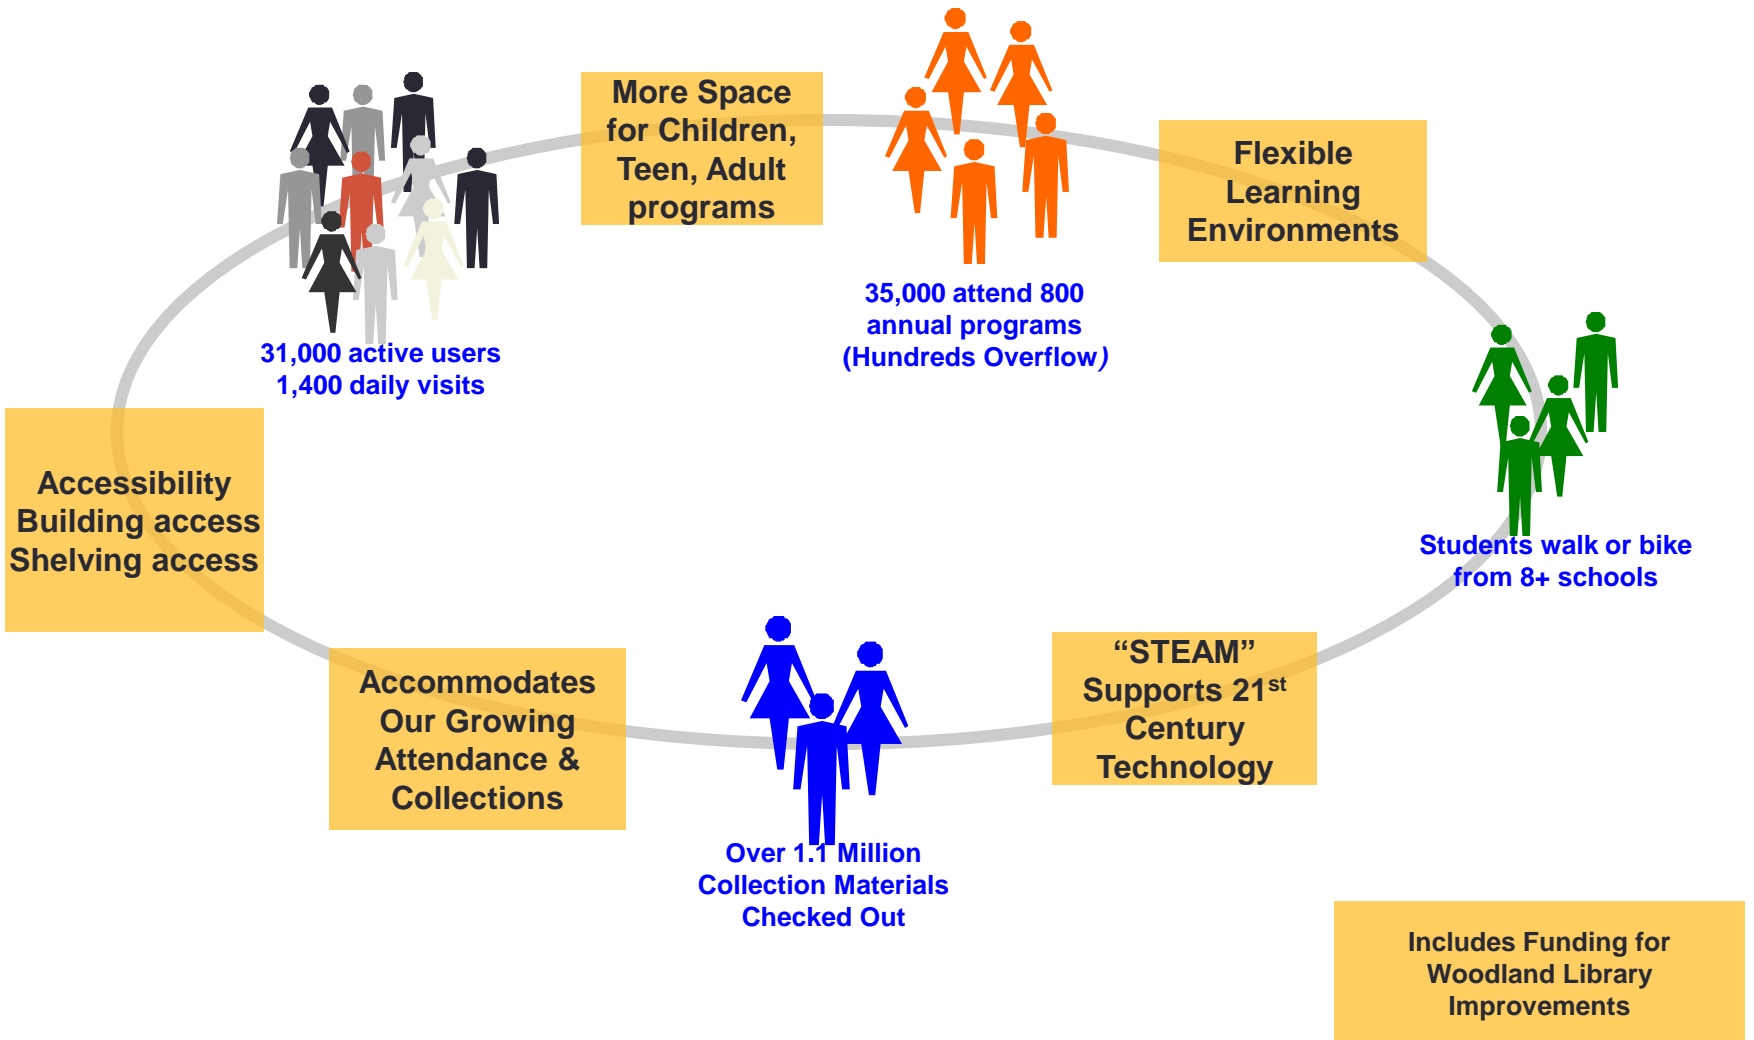 More Space
for Children,
Teen, Adult
programs
Flexible
Learning
Environments
35,000 attend 800
annual programs
(Hundreds Overflow)
31,000 active users
1,400 daily visits
Accessibility
Building access
Shelving access
Students walk or bike
from 8+ schools
Accommodates
Our Growing
Attendance &
Collections
“STEAM”
Supports 21st
Century
Technology
Over 1.1 Million
Collection Materials
Checked Out
Includes Funding for
Woodland Library
Improvements